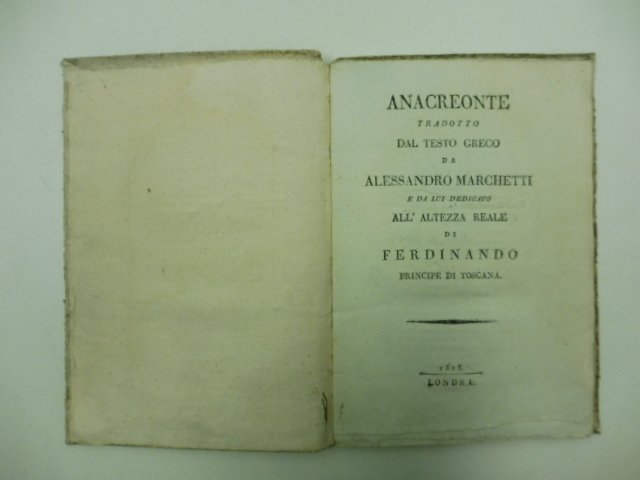 ANACREONTE
TRADOTTO
DAL TESTO GRECO
DA
ALESSANDRO MARCHETTI
E DA LUI DEDICATO
ALL' ALTEZZA REALE
DI
FERDINANDO
PRINCIPE DI TOSCANA.
LONDRA.